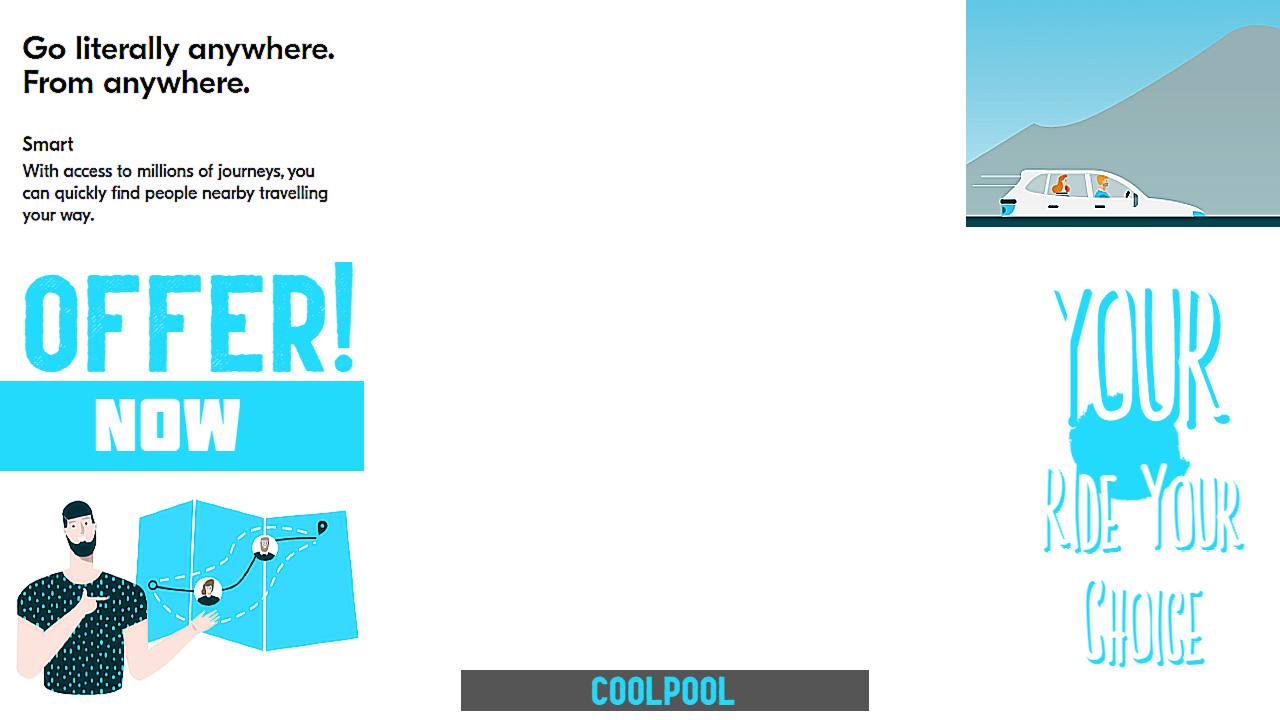 Go literally anywhere.
From anywhere.
Smart
With access to millions of journeys, you
can quickly find people nearby travelling
your way.
OFFER!
NOW
YOUR
RIDE YOUR
CHOICE
COOLPOOL